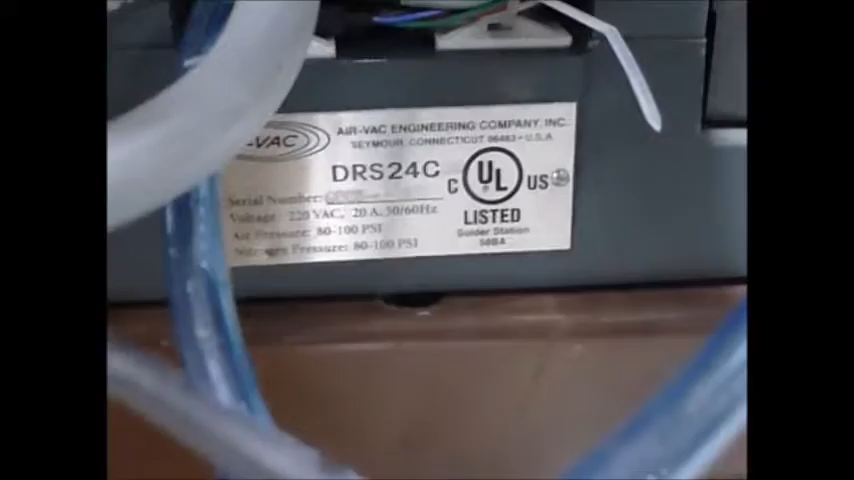 -VAC
AIR-VAC ENGINEERING COMPANY, INC.
SEYMOUR, CONNECTICUT 06483 - U.S.A.
DRS24C
C UL US
®
LISTED
Solder Station
Serial Number:
Voltage: 220 VAC, 20 A, 50/60Hz
Air Pressure: 80-100 PSI
Nitrogen Pressure: 80-100 PSI